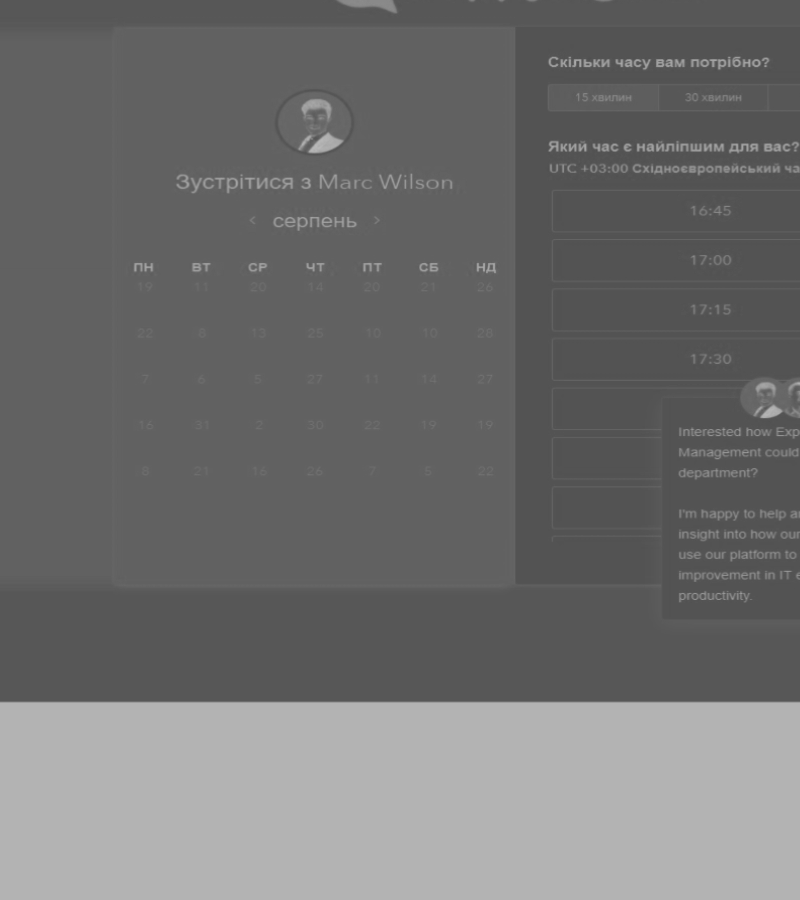 Зустрітися з Marc Wilson
‹ серпень ›
ПН ВТ СР ЧТ ПТ СБ НД
19 11 20 14 20 21 26
22 8 13 25 10 10 28
7 6 5 27 11 14 27
16 31 2 30 22 19 19
8 21 16 26 7 5 22
Скільки часу вам потрібно?
15 хвилин 30 хвилин
Який час є найліпшим для вас?
UTC +03:00 Східноєвропейський ча
16:45
17:00
17:15
17:30
Interested how Exp
Management could
department?
I'm happy to help a
insight into how our
use our platform to
improvement in IT e
productivity.